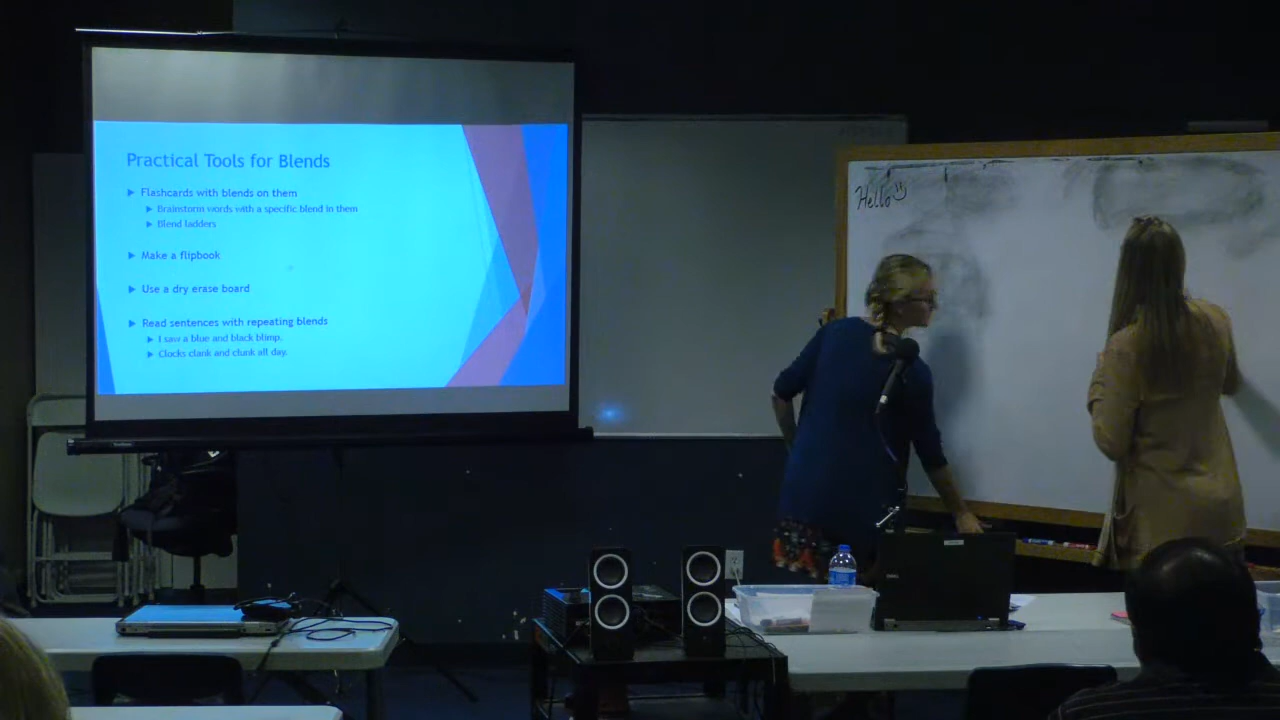 Practical Tools for Blends
Flashcards with blends on them
Brainstorm words with a specific blend in them
Blend ladders
Make a flipbook
Use a dry erase board
Read sentences with repeating blends
I saw a blue and black blimp.
Clocks clank and clunk all day.
Hello